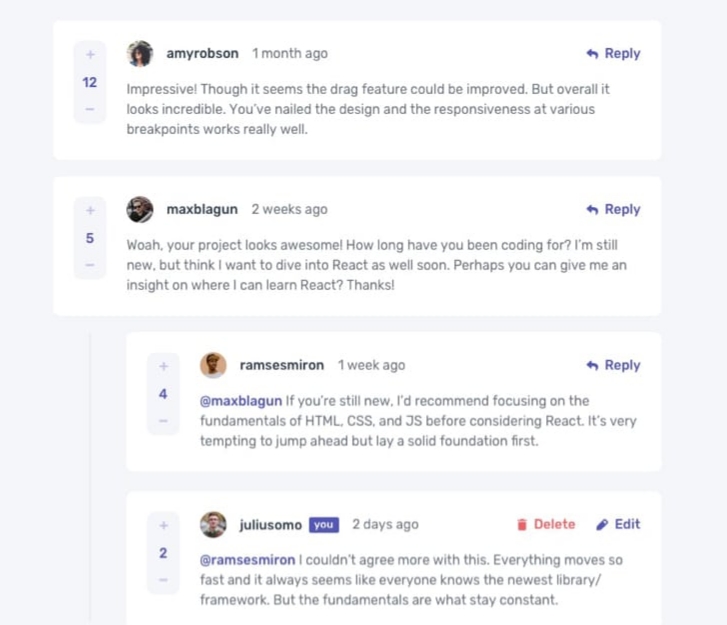 +
12
−
amyrobson 1 month ago
Reply
Impressive! Though it seems the drag feature could be improved. But overall it
looks incredible. You’ve nailed the design and the responsiveness at various
breakpoints works really well.
+
5
−
maxblagun 2 weeks ago
Reply
Woah, your project looks awesome! How long have you been coding for? I’m still
new, but think I want to dive into React as well soon. Perhaps you can give me an
insight on where I can learn React? Thanks!
+
4
−
ramsesmiron 1 week ago
Reply
@maxblagun If you’re still new, I’d recommend focusing on the
fundamentals of HTML, CSS, and JS before considering React. It’s very
tempting to jump ahead but lay a solid foundation first.
+
2
−
juliusomo you 2 days ago
Delete Edit
@ramsesmiron I couldn’t agree more with this. Everything moves so
fast and it always seems like everyone knows the newest library/
framework. But the fundamentals are what stay constant.